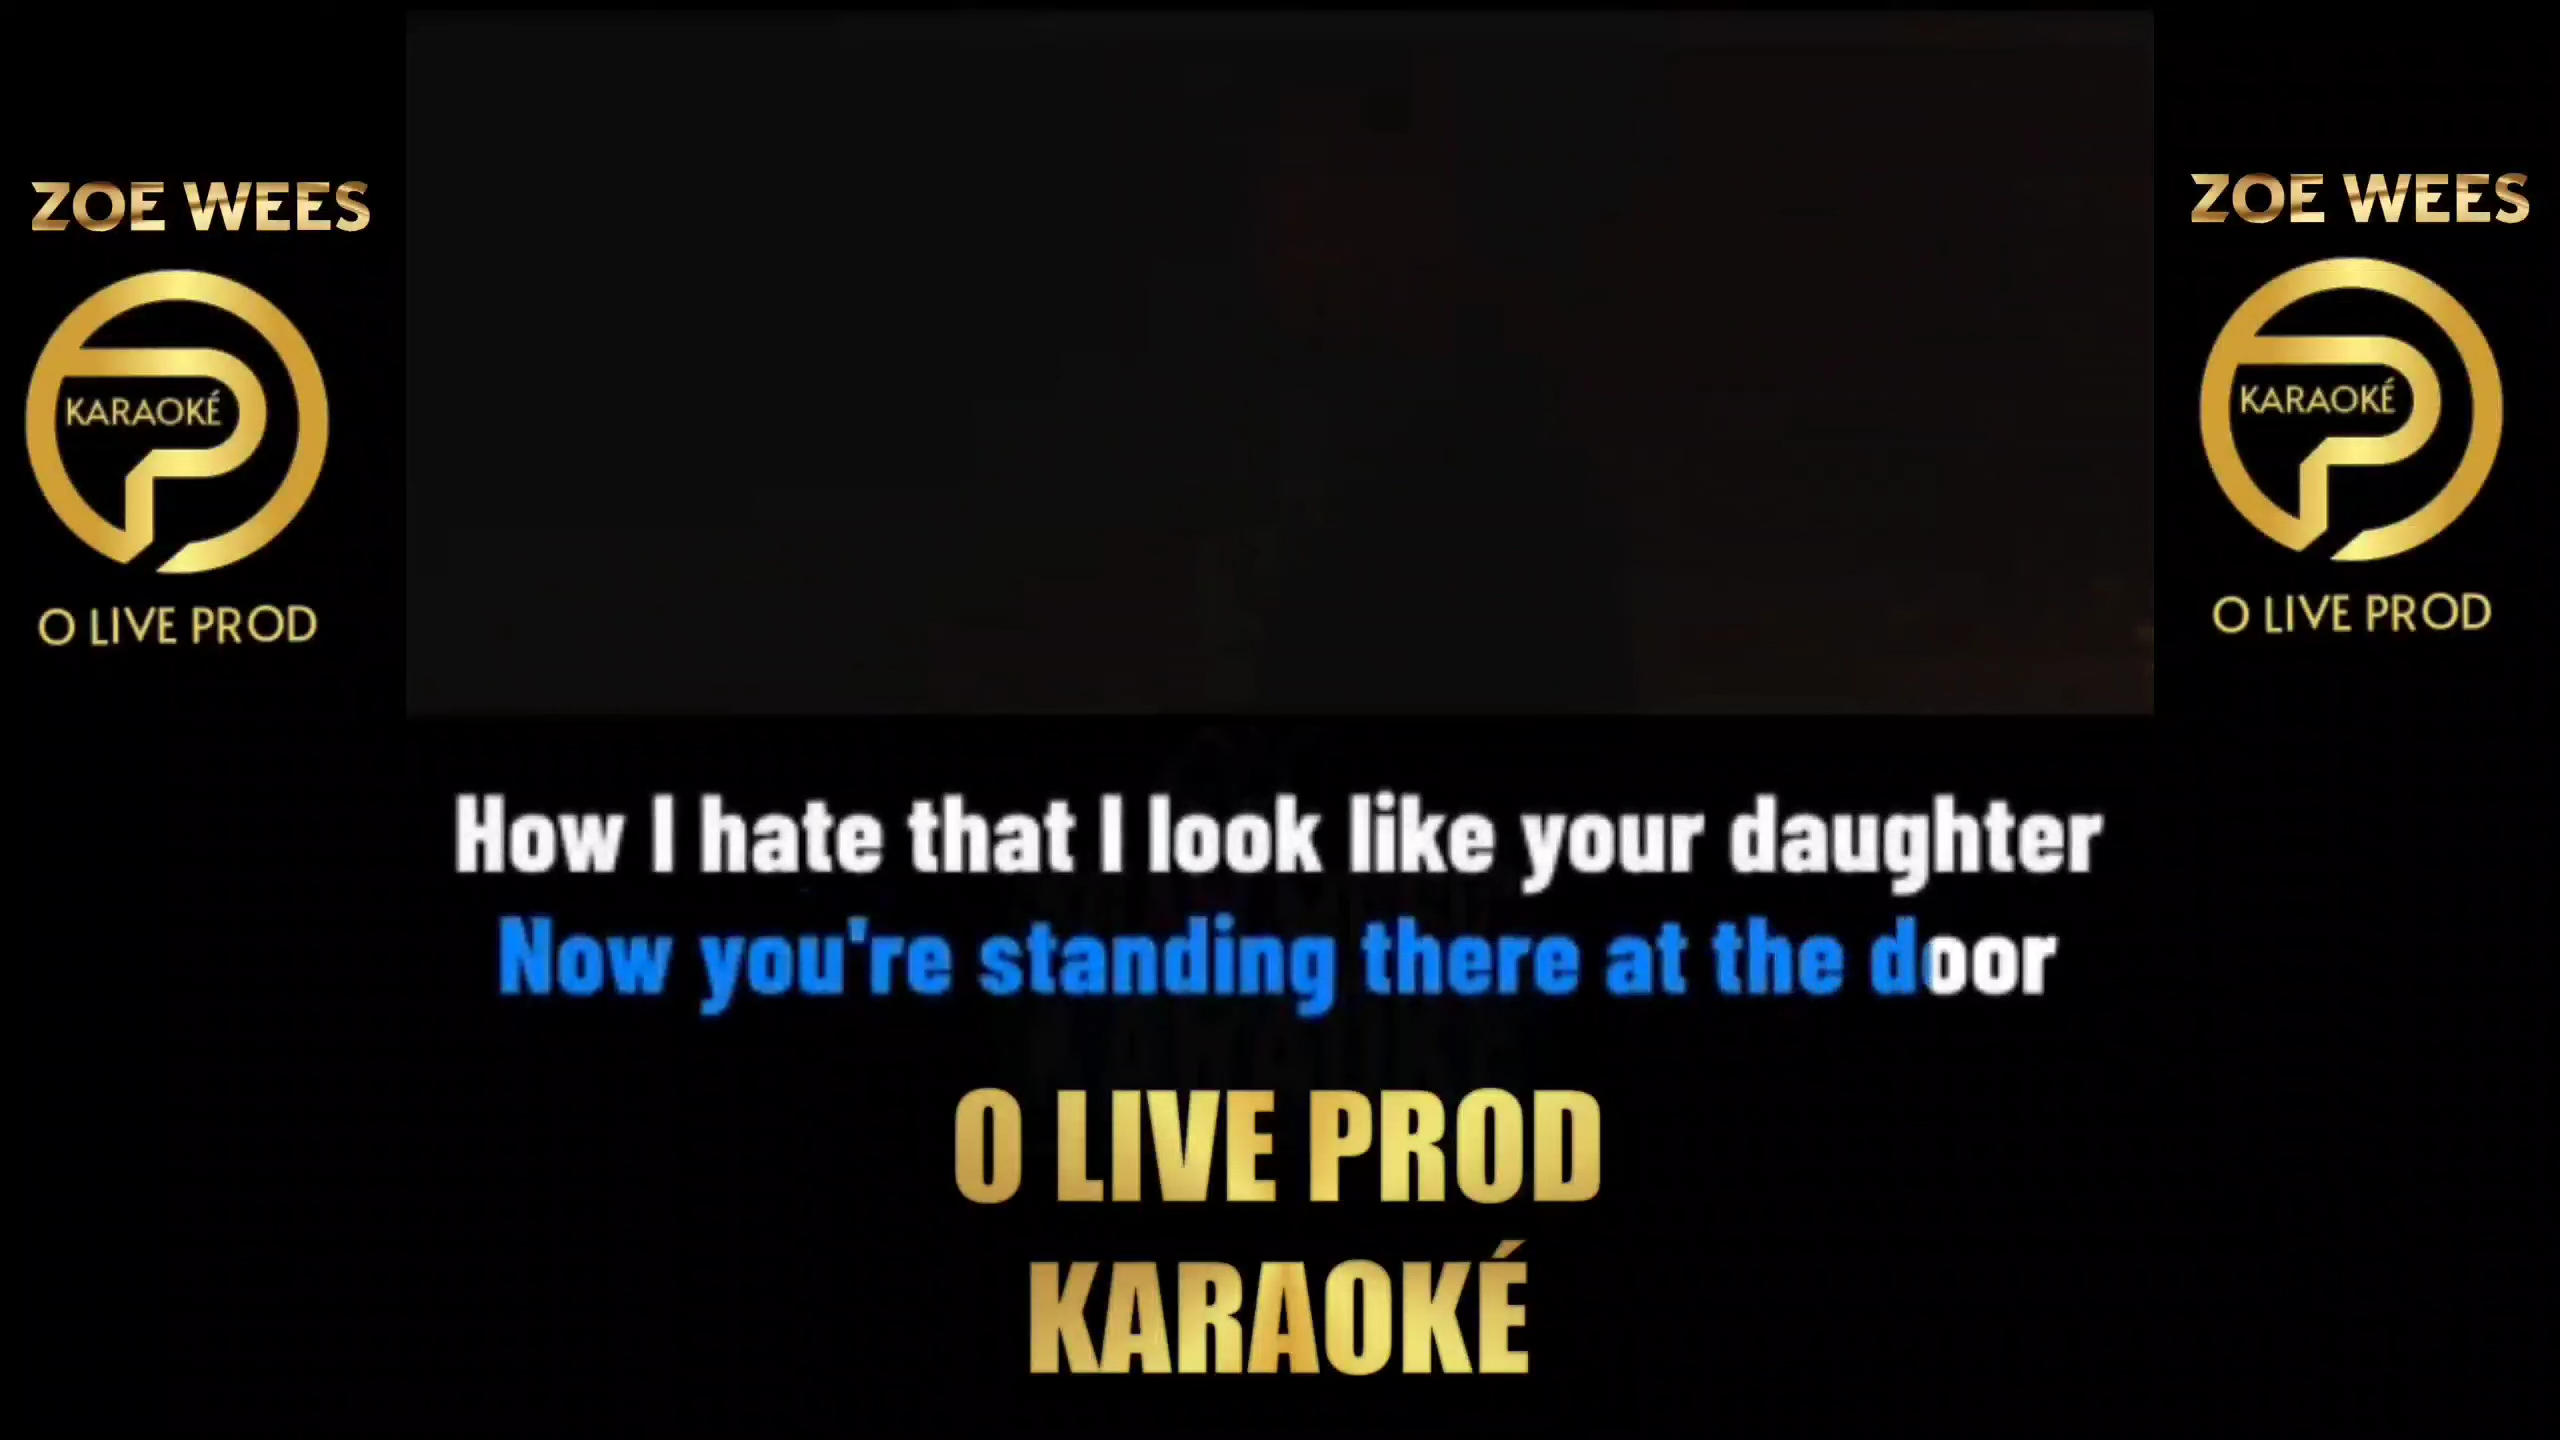 ZOE WEES
KARAOKÉ
O LIVE PROD
ZOE WEES
KARAOKÉ
O LIVE PROD
How I hate that I look like your daughter
Now you're standing there at the door
O LIVE PROD
KARAOKÉ